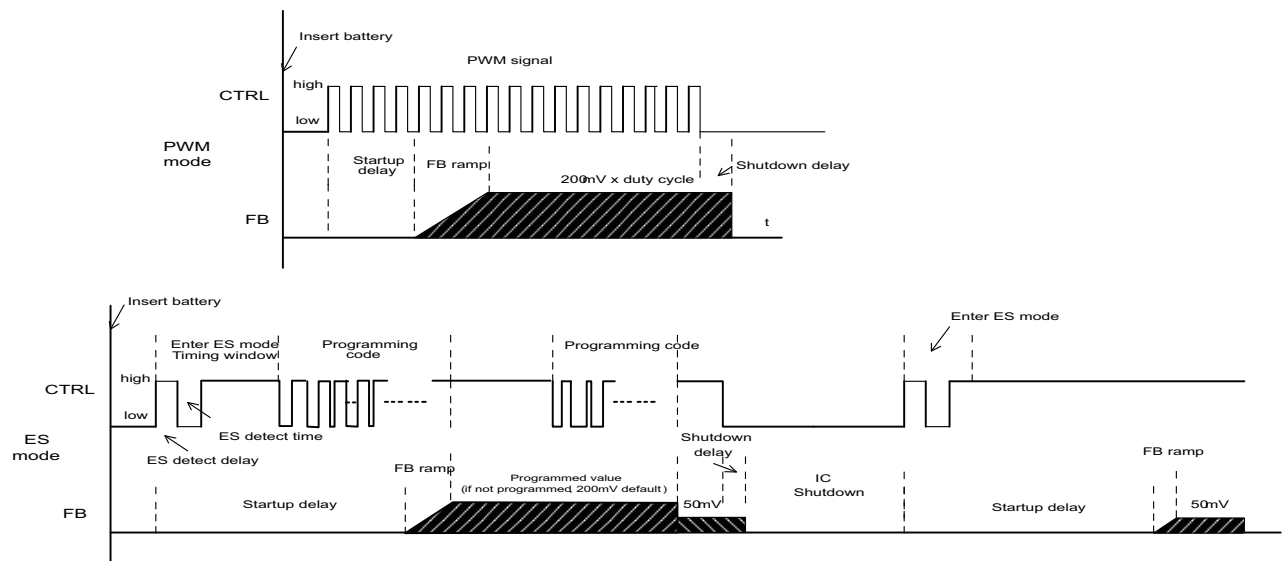 Insert battery
PWM signal
high
CTRL
low
PWM
mode
Startup
delay
FB ramp
Shutdown delay
200mV x duty cycle
FB
t
Insert battery
Enter ES mode
Enter ES mode
Timing window
Programming
code
Programming code
high
CTRL
low
ES detect time
ES
mode
ES detect delay
Shutdown
delay
FB ramp
FB ramp
Programmed value
(if not programmed, 200mV default)
IC
Shutdown
50mV
50mV
Startup delay
Startup delay
FB